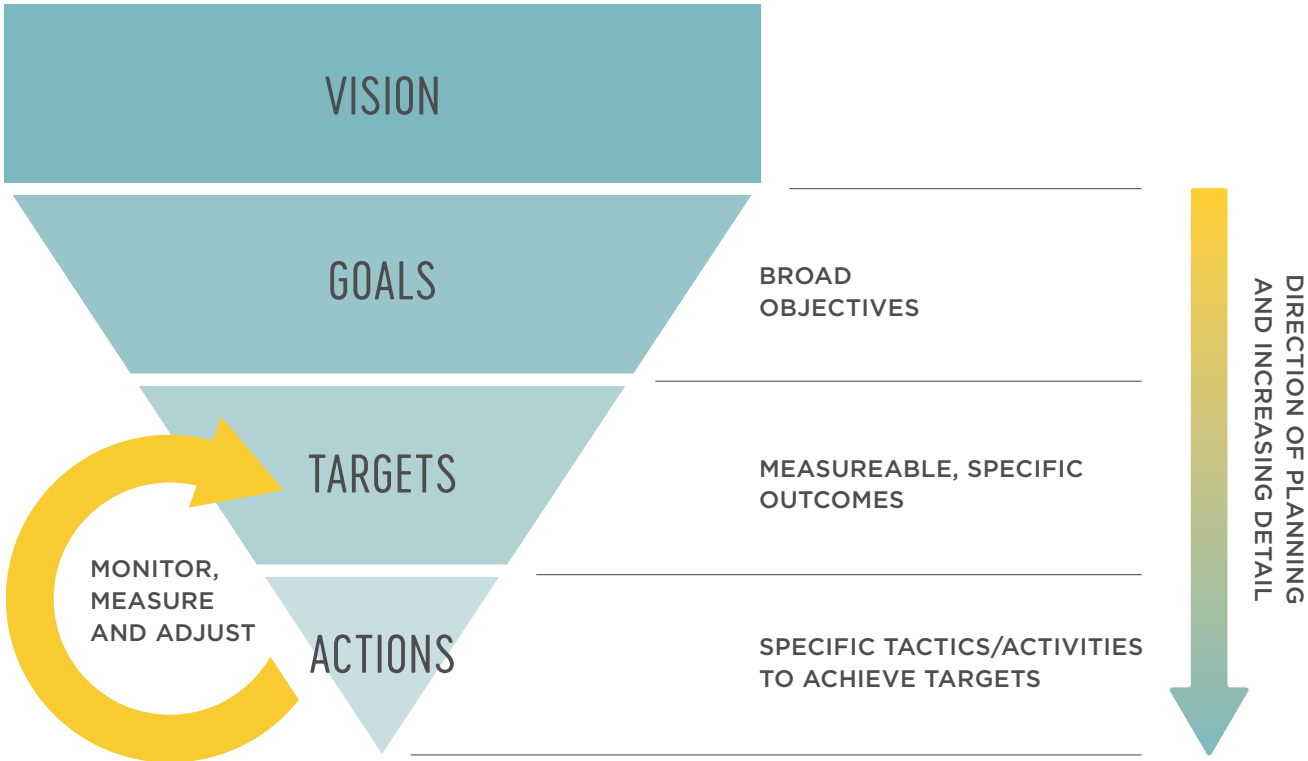 VISION
GOALS
BROAD
OBJECTIVES
TARGETS
MEASUREABLE, SPECIFIC
OUTCOMES
MONITOR,
MEASURE
AND ADJUST
ACTIONS
SPECIFIC TACTICS/ACTIVITIES
TO ACHIEVE TARGETS
DIRECTION OF PLANNING
AND INCREASING DETAIL